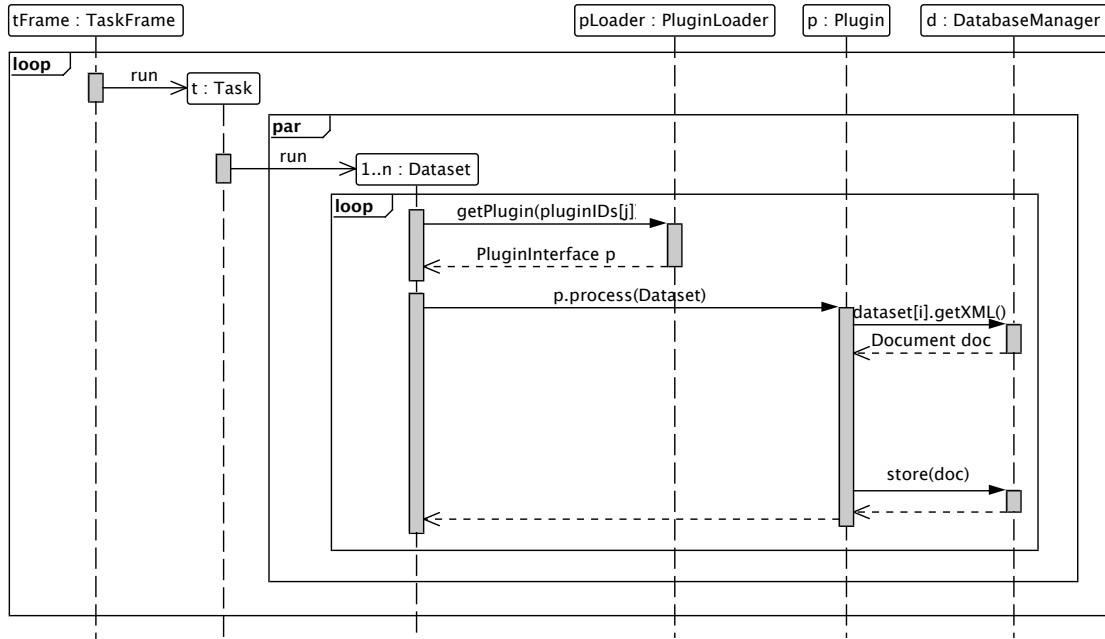 tFrame : TaskFrame
pLoader : PluginLoader
p : Plugin
d : DatabaseManager
loop
run
t : Task
par
run
1..n : Dataset
loop
getPlugin(pluginIDs[j]
PluginInterface p
p.process(Dataset)
dataset[i].getXML()
Document doc
store(doc)